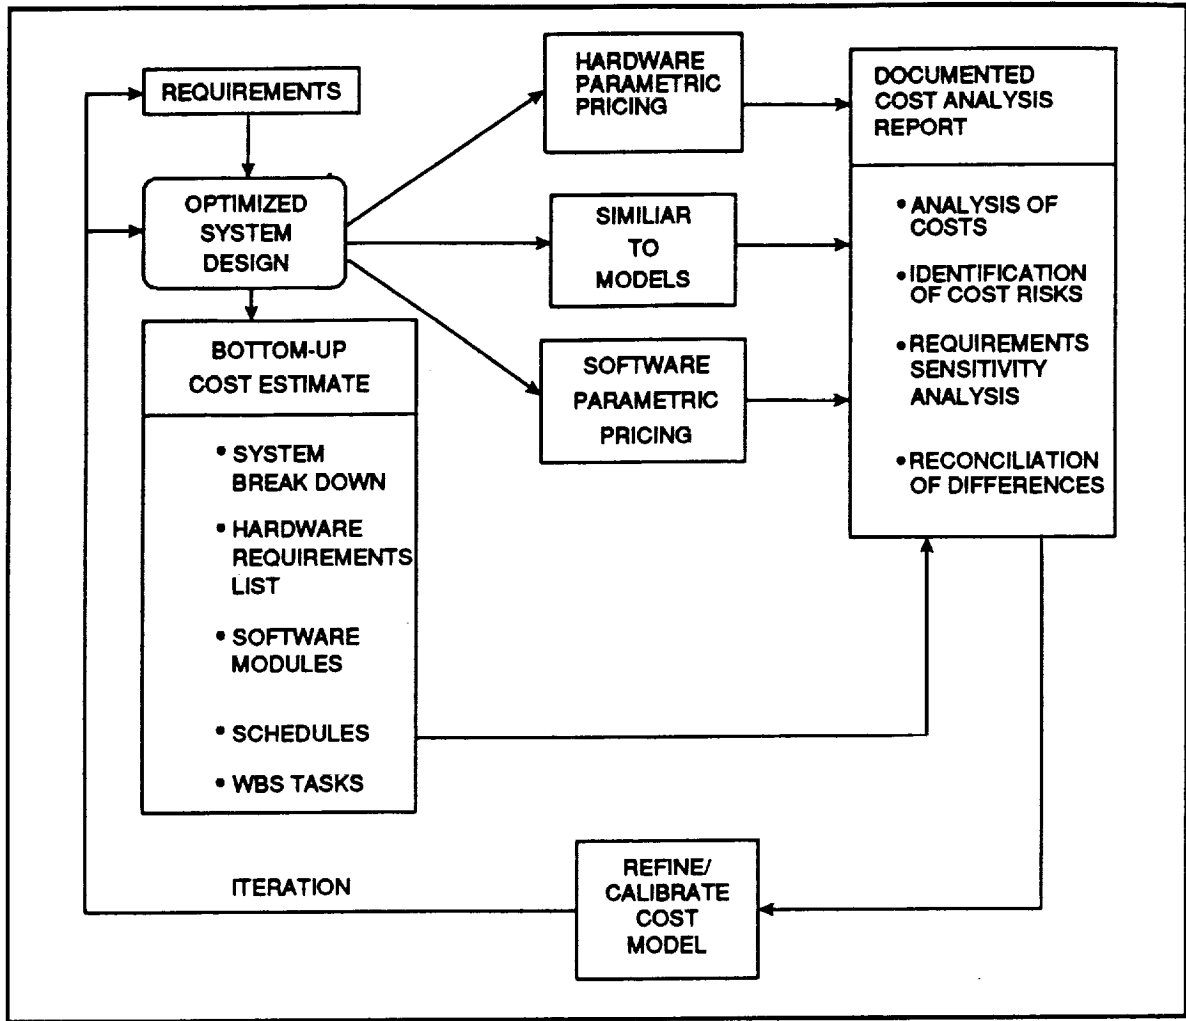 REQUIREMENTS
OPTIMIZED
SYSTEM
DESIGN
BOTTOM-UP
COST ESTIMATE
• SYSTEM
BREAK DOWN
• HARDWARE
REQUIREMENTS
LIST
• SOFTWARE
MODULES
• SCHEDULES
• WBS TASKS
HARDWARE
PARAMETRIC
PRICING
SIMILIAR
TO
MODELS
SOFTWARE
PARAMETRIC
PRICING
DOCUMENTED
COST ANALYSIS
REPORT
• ANALYSIS OF
COSTS
• IDENTIFICATION
OF COST RISKS
• REQUIREMENTS
SENSITIVITY
ANALYSIS
• RECONCILIATION
OF DIFFERENCES
REFINE/
CALIBRATE
COST
MODEL
ITERATION